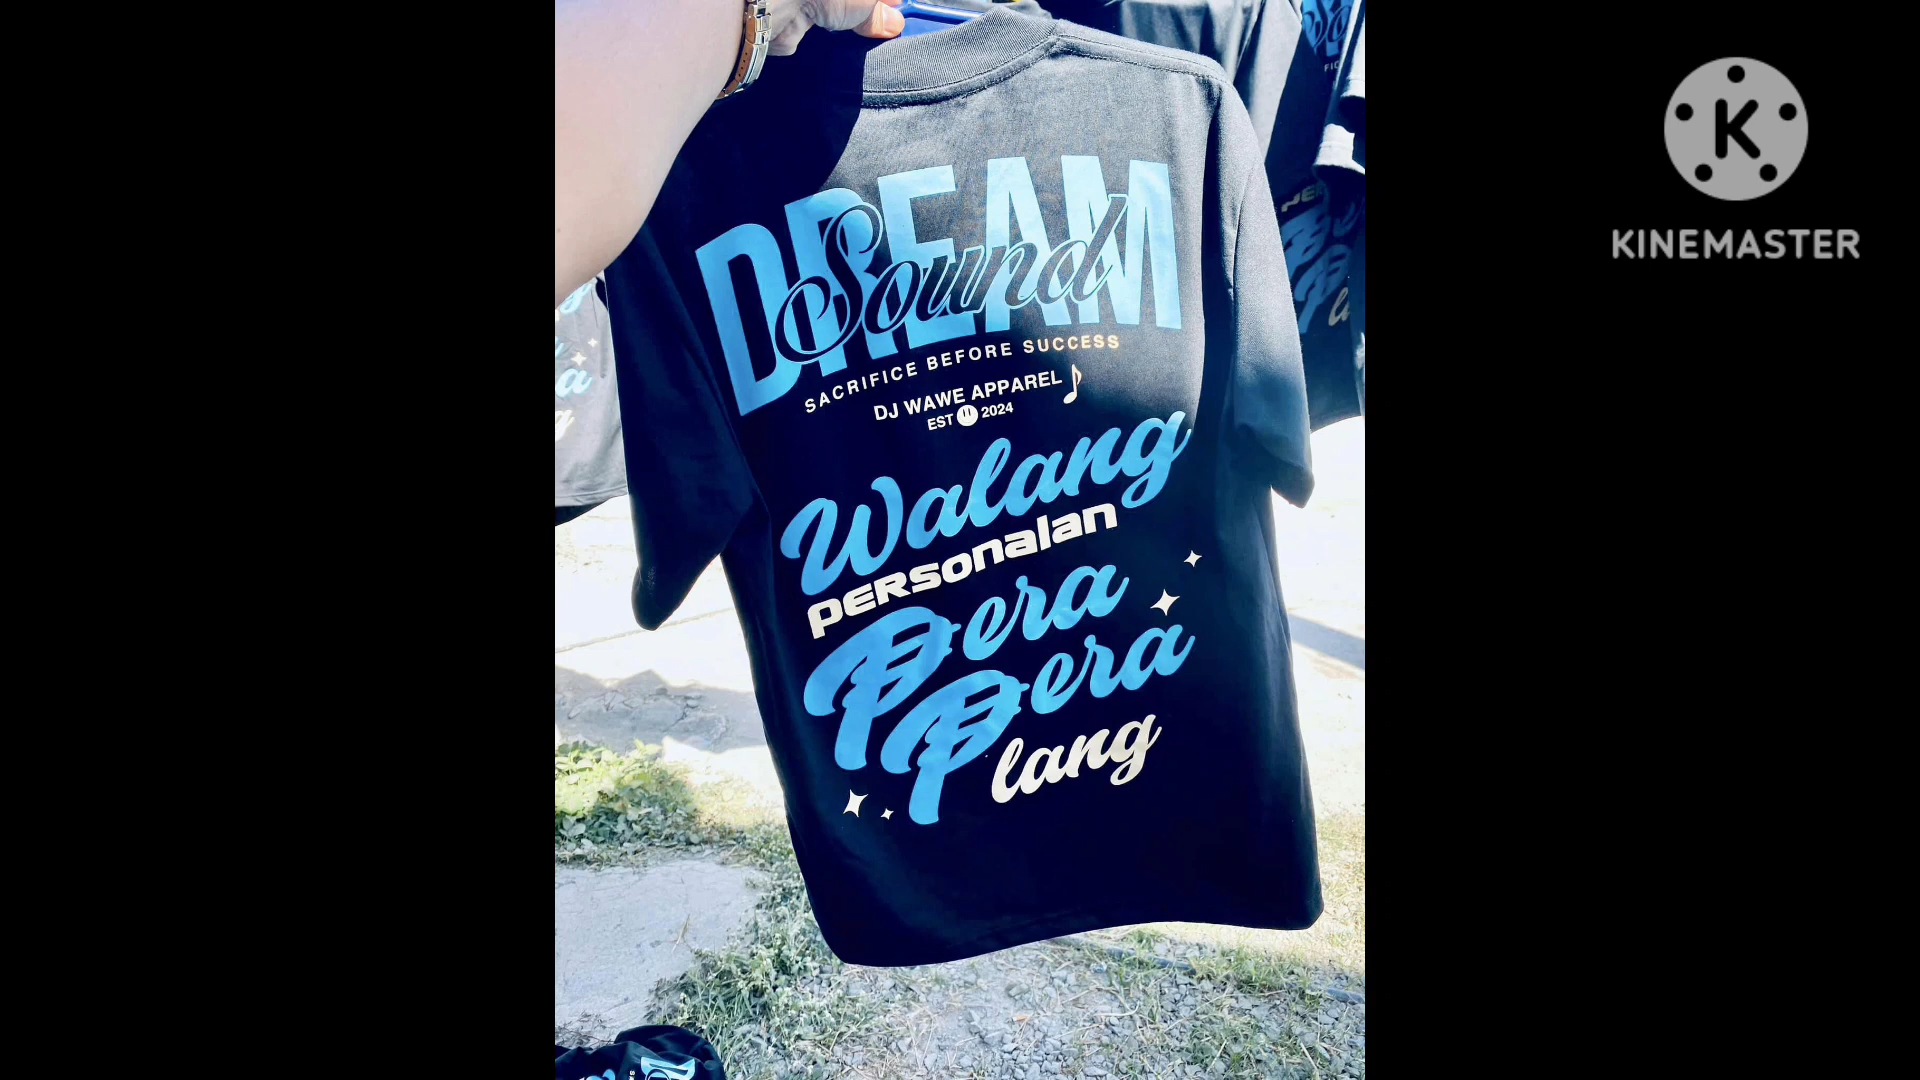 DREAM
Sound
SACRIFICE BEFORE SUCCESS
DJ WAWE APPAREL
EST 2024
Walang
PERSONALAN
Pera
Pera
lang
K
KINEMASTER